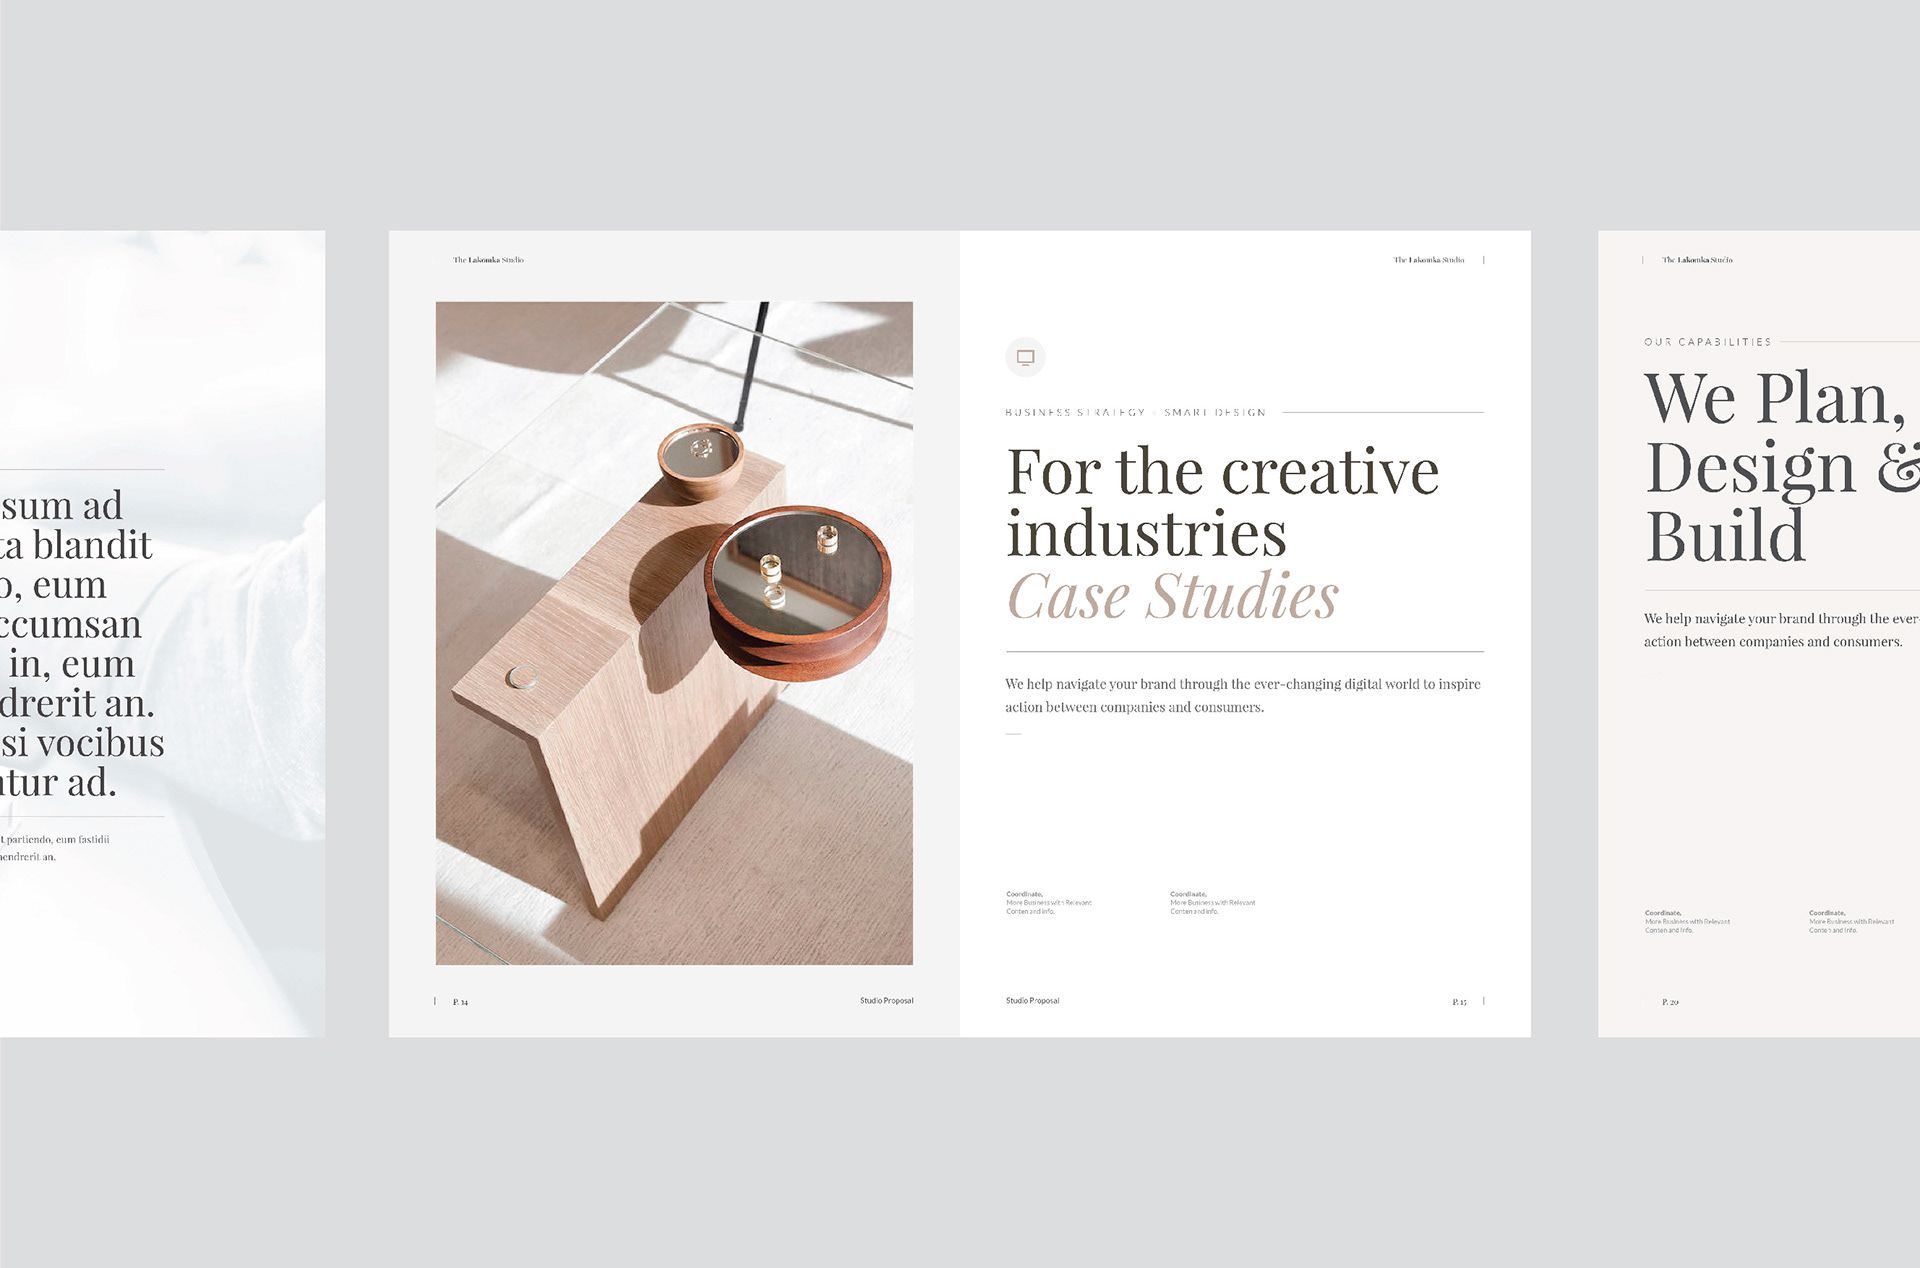 sum ad
ta blandit
o, eum
ccumsan
in, eum
drerit an.
si vocibus
ntur ad.
t partiendo, eum fastidii
hendrerit an.
The Lakomka Studio
P. 14
Studio Proposal
The Lakomka Studio
BUSINESS STRATEGY - SMART DESIGN
For the creative
industries
Case Studies
We help navigate your brand through the ever-changing digital world to inspire
action between companies and consumers.
Coordinate,
More Business with Relevant
Conten and info.
Coordinate,
More Business with Relevant
Conten and info.
Studio Proposal
P. 15
The Lakomka Studio
OUR CAPABILITIES
We Plan,
Design &
Build
We help navigate your brand through the ever-
action between companies and consumers.
Coordinate,
More Business with Relevant
Conten and info.
Coordinate,
More Business with Relevant
Conten and info.
P. 20